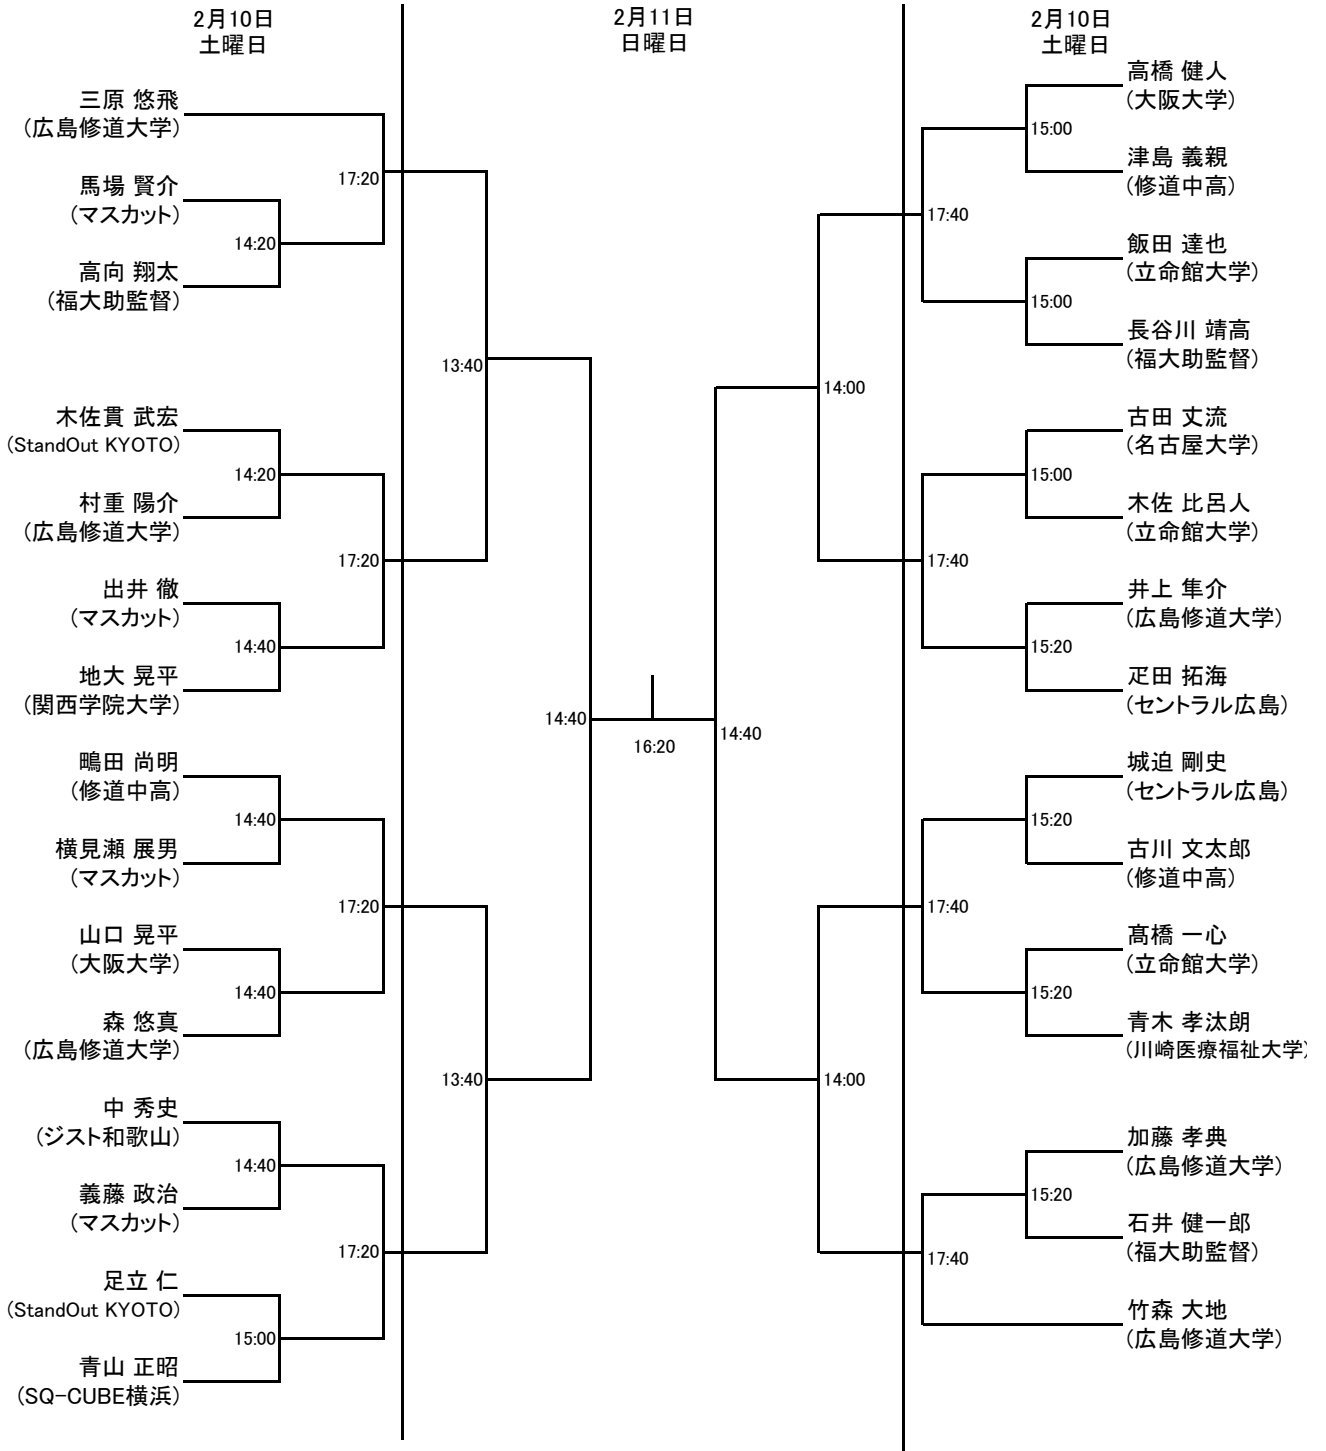 2月10日
土曜日
2月11日
日曜日
2月10日
土曜日
三原 悠飛
(広島修道大学)
17:20
馬場 賢介
(マスカット)
14:20
高向 翔太
(福大助監督)
13:40
木佐貫 武宏
(StandOut KYOTO)
14:20
村重 陽介
(広島修道大学)
17:20
出井 徹
(マスカット)
14:40
地大 晃平
(関西学院大学)
14:40
16:20
14:40
鴫田 尚明
(修道中高)
14:40
横見瀬 展男
(マスカット)
17:20
山口 晃平
(大阪大学)
14:40
森 悠真
(広島修道大学)
13:40
中 秀史
(ジスト和歌山)
14:40
義藤 政治
(マスカット)
17:20
足立 仁
(StandOut KYOTO)
15:00
青山 正昭
(SQ-CUBE横浜)
高橋 健人
(大阪大学)
15:00
津島 義親
(修道中高)
17:40
飯田 達也
(立命館大学)
15:00
長谷川 靖高
(福大助監督)
14:00
古田 丈流
(名古屋大学)
15:00
木佐 比呂人
(立命館大学)
17:40
井上 隼介
(広島修道大学)
15:20
疋田 拓海
(セントラル広島)
城迫 剛史
(セントラル広島)
15:20
古川 文太郎
(修道中高)
17:40
髙橋 一心
(立命館大学)
15:20
青木 孝汰朗
(川崎医療福祉大学)
14:00
加藤 孝典
(広島修道大学)
15:20
石井 健一郎
(福大助監督)
17:40
竹森 大地
(広島修道大学)